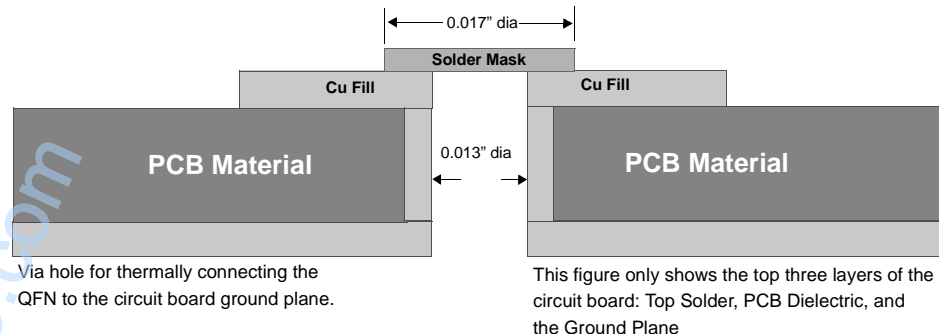 0.017” dia
Solder Mask
Cu Fill
Cu Fill
PCB Material
0.013” dia
PCB Material
Via hole for thermally connecting the
QFN to the circuit board ground plane.
This figure only shows the top three layers of the
circuit board: Top Solder, PCB Dielectric, and
the Ground Plane
.com